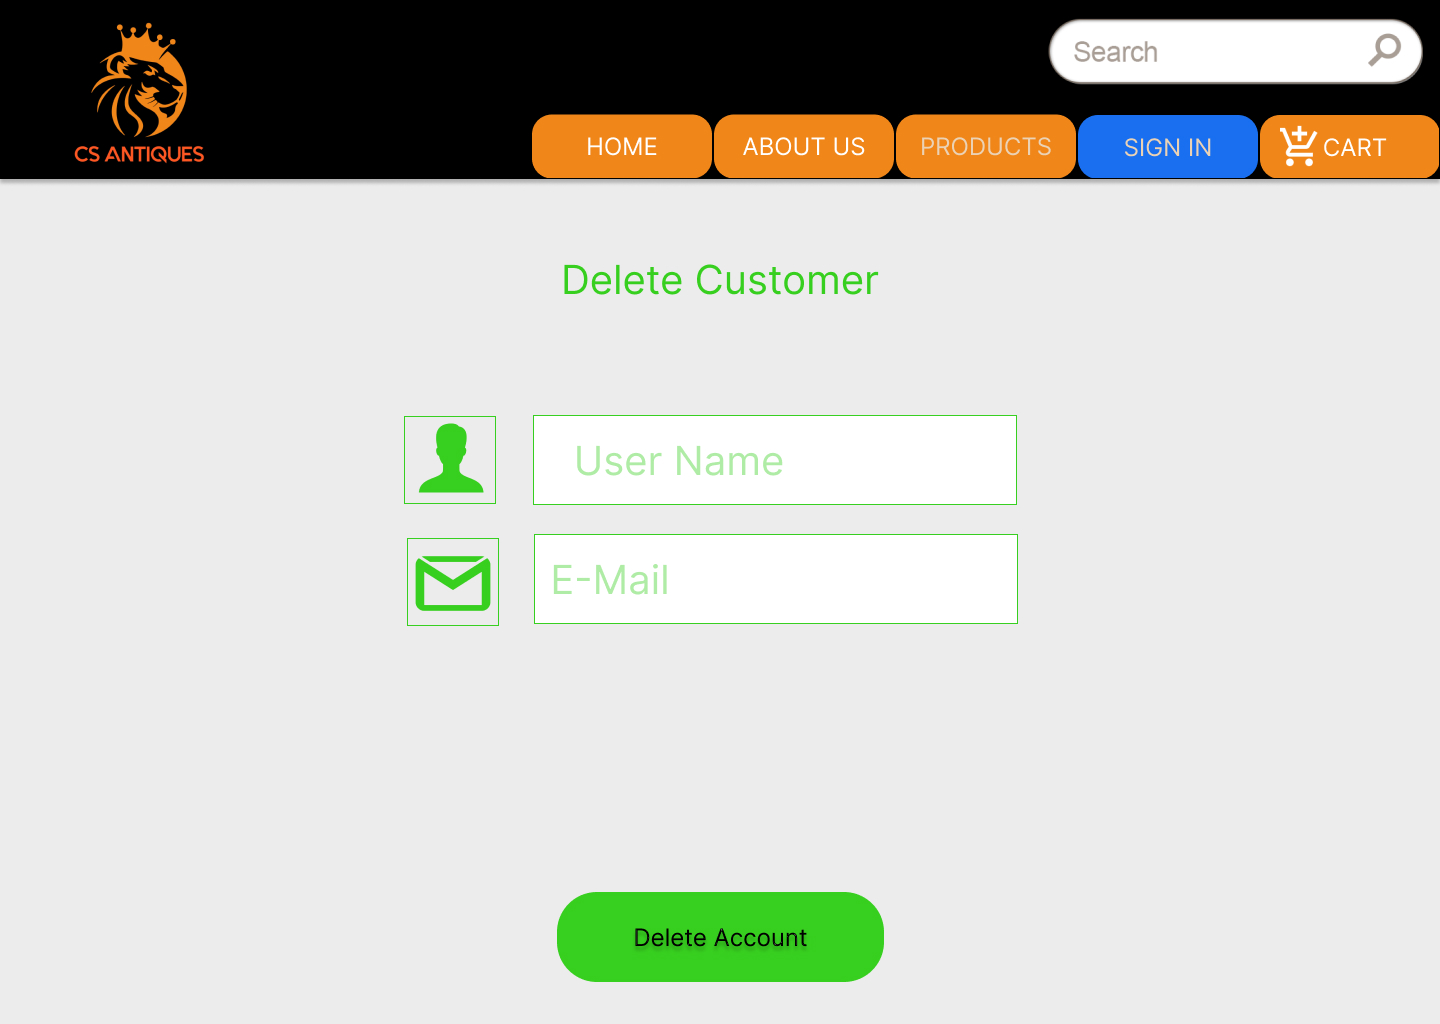 CS ANTIQUES
Search
HOME
ABOUT US
PRODUCTS
SIGN IN
CART
Delete Customer
User Name
E-Mail
Delete Account